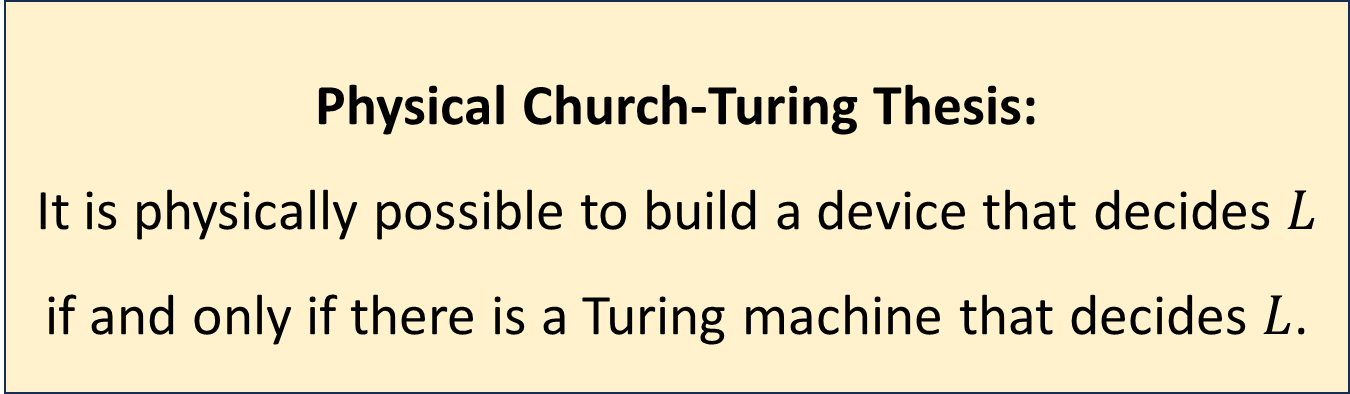 Physical Church-Turing Thesis:
It is physically possible to build a device that decides L
if and only if there is a Turing machine that decides L.